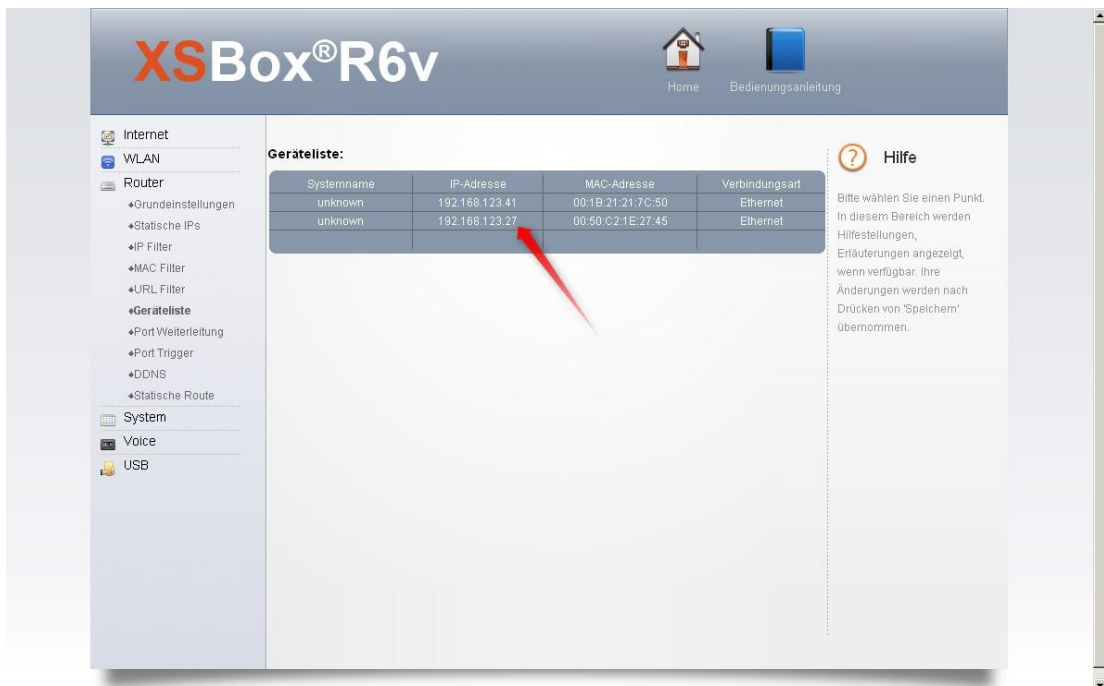 XSBox®R6v
Home
Bedienungsanleitung
Internet
WLAN
Router
Grundeinstellungen
Statische IPs
IP Filter
MAC Filter
URL Filter
Geräteliste
Port Weiterleitung
Port Trigger
DDNS
Statische Route
System
Voice
USB
Geräteliste:
Systemname IP-Adresse MAC-Adresse Verbindungsart
unknown 192.168.123.41 00:1B:21:21:7C:50 Ethernet
unknown 192.168.123.27 00:50:C2:1E:27:45 Ethernet
? Hilfe
Bitte wählen Sie einen Punkt.
In diesem Bereich werden
Hilfestellungen,
Erläuterungen angezeigt,
wenn verfügbar. Ihre
Änderungen werden nach
Drücken von 'Speichern'
übernommen.